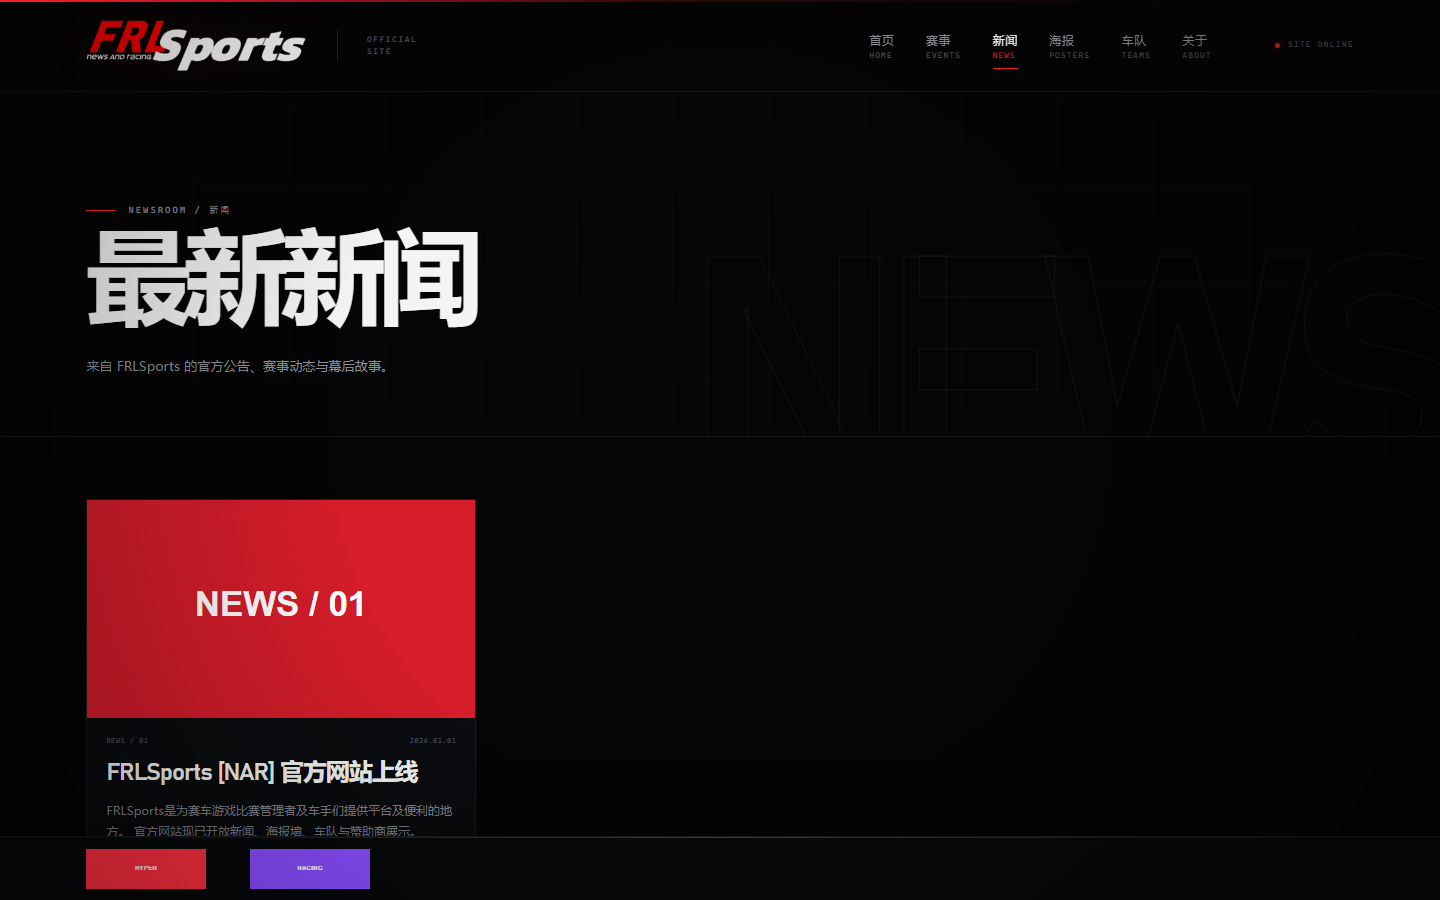 FRLSports
news and racing
OFFICIAL
SITE
首页 赛事 新闻 海报 车队 关于
HOME EVENTS NEWS POSTERS TEAMS ABOUT
SITE ONLINE
NEWSROOM / 新闻
最新新闻
来自 FRLSports 的官方公告、赛事动态与幕后故事。
NEWS
NEWS / 01
NEWS / 01 2026.01.01
FRLSports [NAR] 官方网站上线
FRLSports是为赛车游戏比赛管理者及车手们提供平台及便利的地
方。 官方网站现已开放新闻、海报墙、车队与赞助商展示。
HYPER RACING